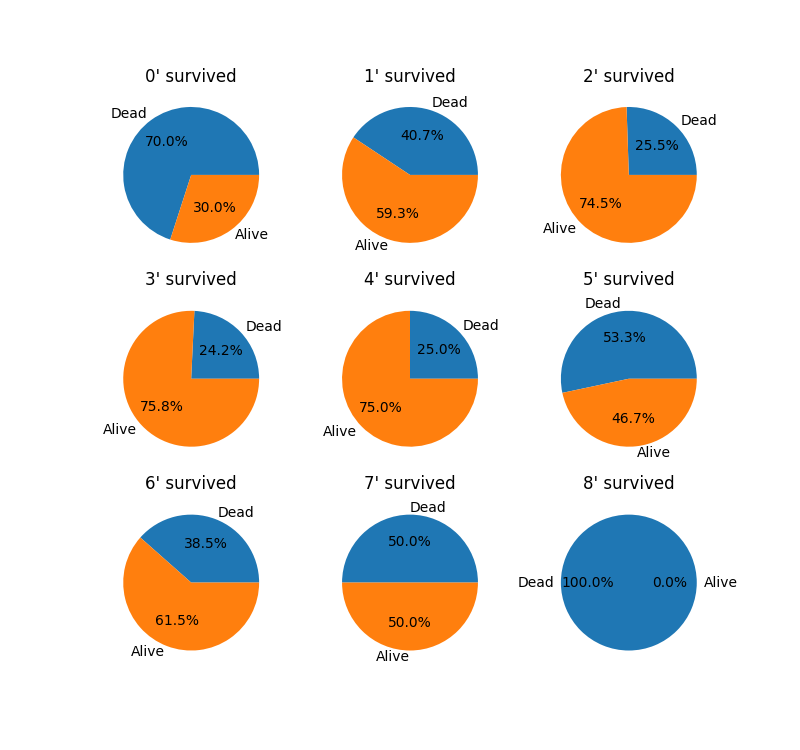 0' survived
Dead
70.0%
30.0%
Alive
1' survived
Dead
40.7%
59.3%
Alive
2' survived
Dead
25.5%
74.5%
Alive
3' survived
Dead
24.2%
75.8%
Alive
4' survived
Dead
25.0%
75.0%
Alive
5' survived
Dead
53.3%
46.7%
Alive
6' survived
Dead
38.5%
61.5%
Alive
7' survived
Dead
50.0%
50.0%
Alive
8' survived
Dead 100.0% 0.0% Alive